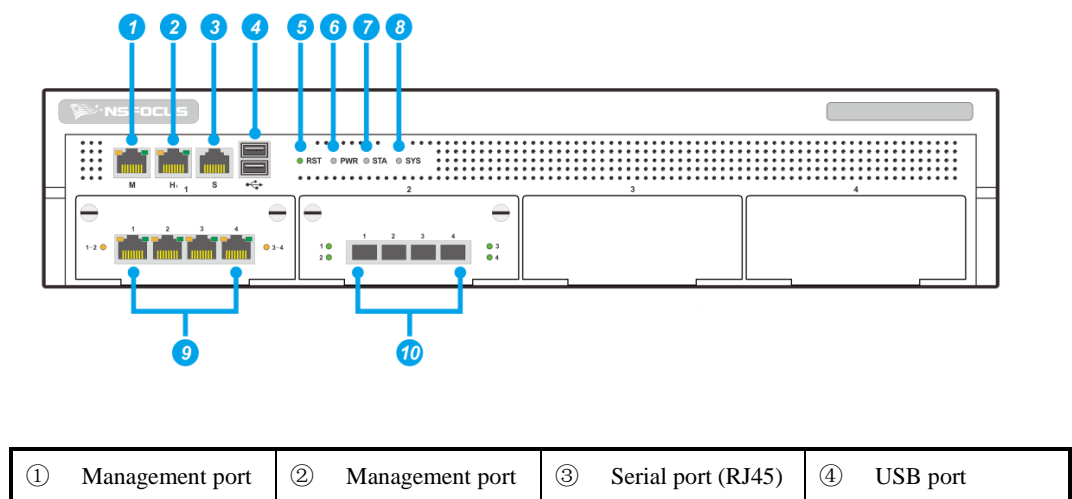 1 2 3 4 5 6 7 8
NSFOCUS
RST PWR STA SYS
M H1 S
1 2 3 4
1 2 3 4
1-2 3-4
1 2 3 4
1 3
2 4
9 10
① Management port ② Management port ③ Serial port (RJ45) ④ USB port